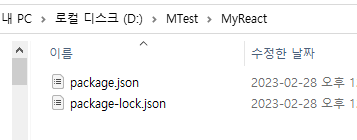 내 PC > 로컬 디스크 (D:) > MTest > MyReact
이름 수정한 날짜
package.json 2023-02-28 오후 1
package-lock.json 2023-02-28 오후 1